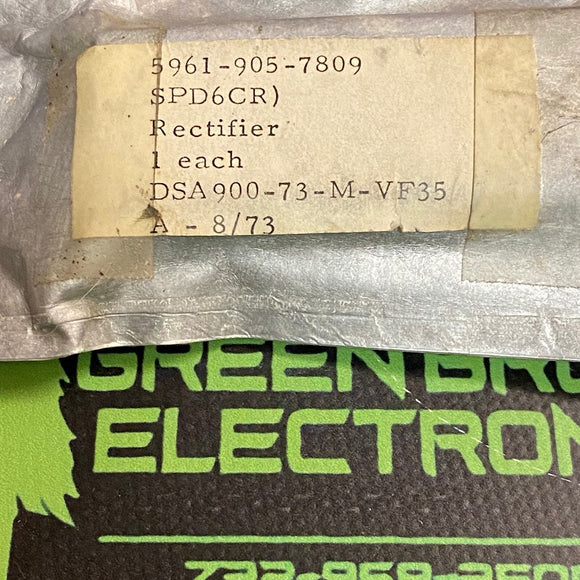 5961-905-7809
SPD6CR)
Rectifier
1 each
DSA900-73-M-VF35
A - 8/73
GREEN
ELECTRON